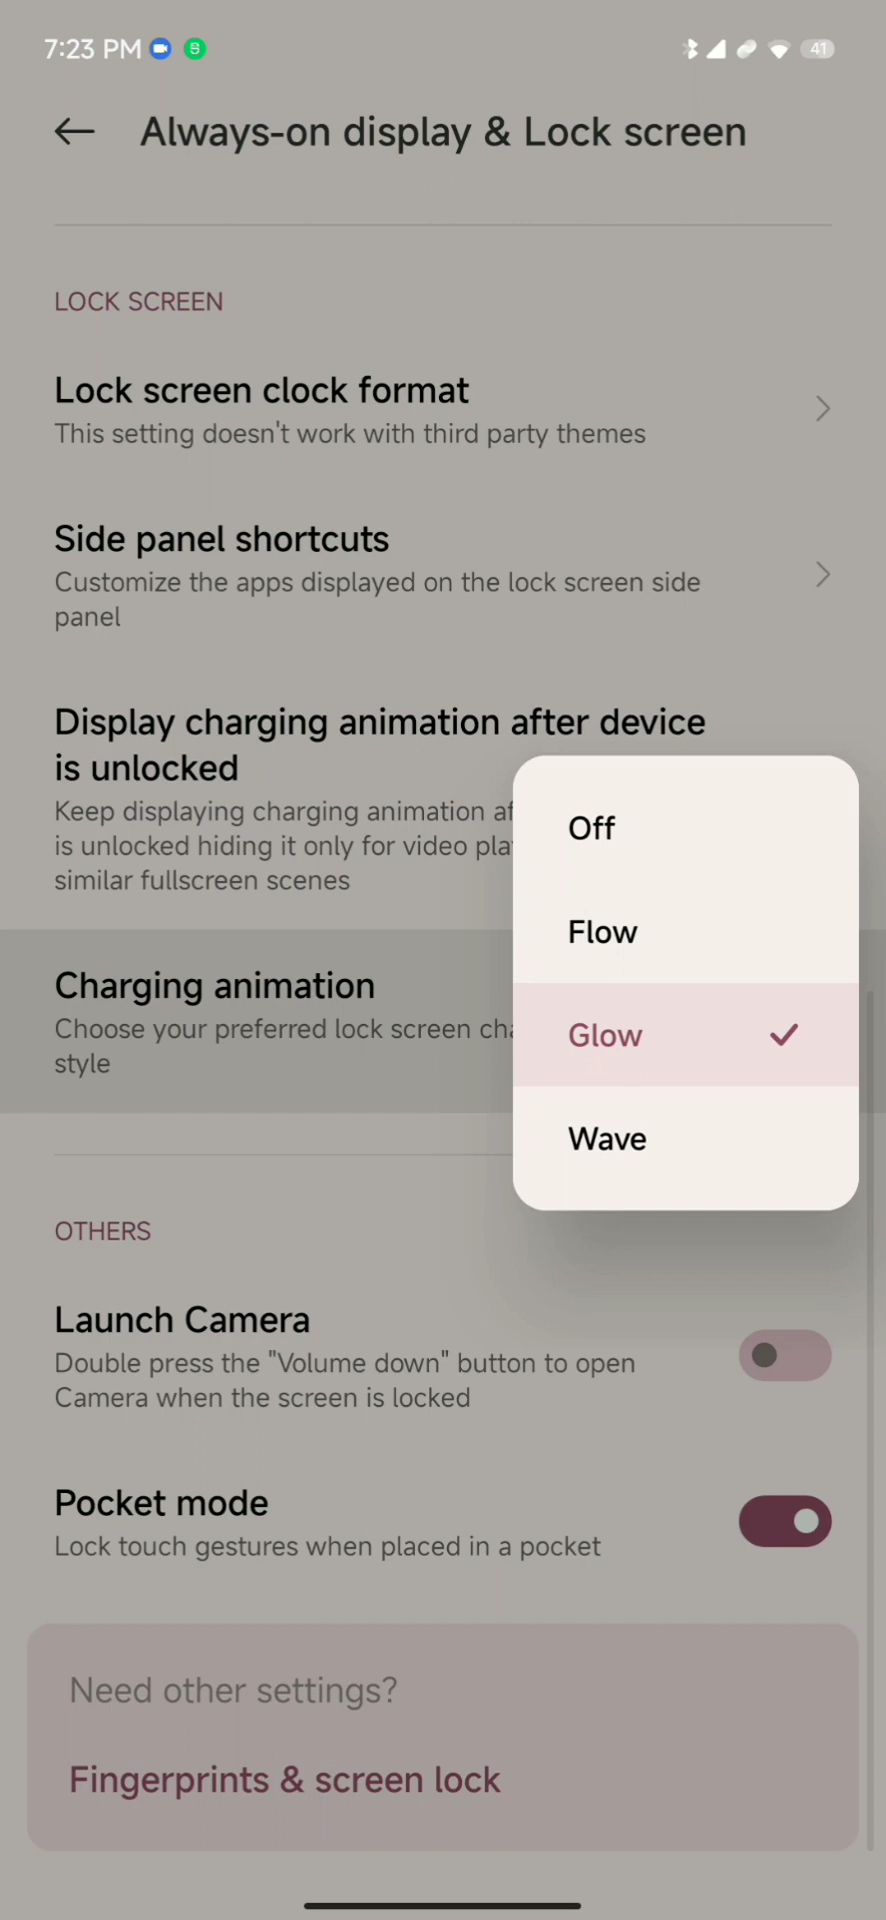 7:23 PM
41
Always-on display & Lock screen
LOCK SCREEN
Lock screen clock format
This setting doesn't work with third party themes
Side panel shortcuts
Customize the apps displayed on the lock screen side
panel
Display charging animation after device
is unlocked
Keep displaying charging animation
is unlocked hiding it only for video
similar fullscreen scenes
Off
Flow
Glow
Wave
Charging animation
Choose your preferred lock screen
style
OTHERS
Launch Camera
Double press the "Volume down" button to open
Camera when the screen is locked
Pocket mode
Lock touch gestures when placed in a pocket
Need other settings?
Fingerprints & screen lock